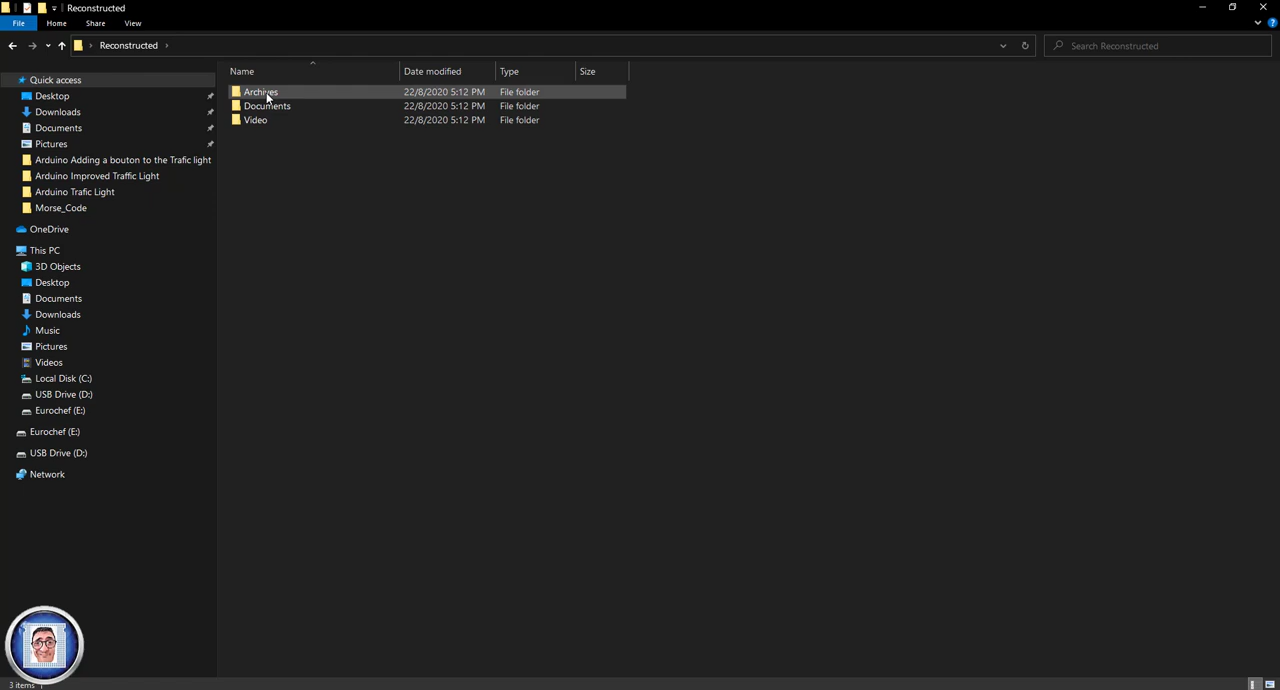 Reconstructed
File Home Share View
Reconstructed
Search Reconstructed
Name Date modified Type Size
Quick access
Desktop
Downloads
Documents
Pictures
Arduino Adding a bouton to the Trafic light
Arduino Improved Traffic Light
Arduino Trafic Light
Morse_Code
OneDrive
This PC
3D Objects
Desktop
Documents
Downloads
Music
Pictures
Videos
Local Disk (C:)
USB Drive (D:)
Eurochef (E:)
Eurochef (E:)
USB Drive (D:)
Network
Archives 22/8/2020 5:12 PM File folder
Documents 22/8/2020 5:12 PM File folder
Video 22/8/2020 5:12 PM File folder
3 items